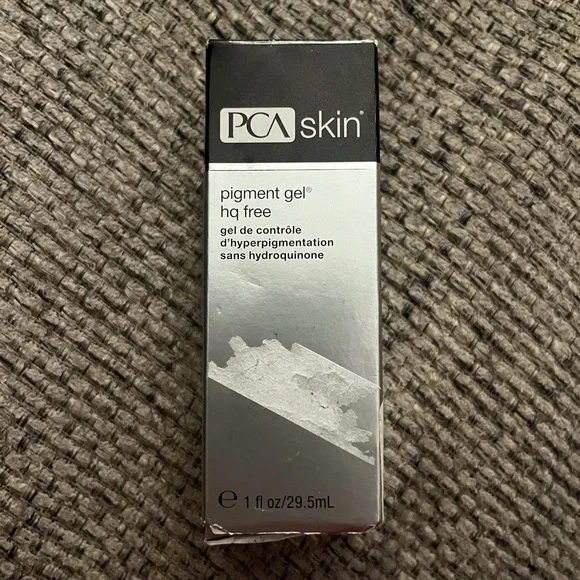 PCA skin®
pigment gel®
hq free
gel de contrôle
d'hyperpigmentation
sans hydroquinone
℮ 1 fl oz/29.5mL